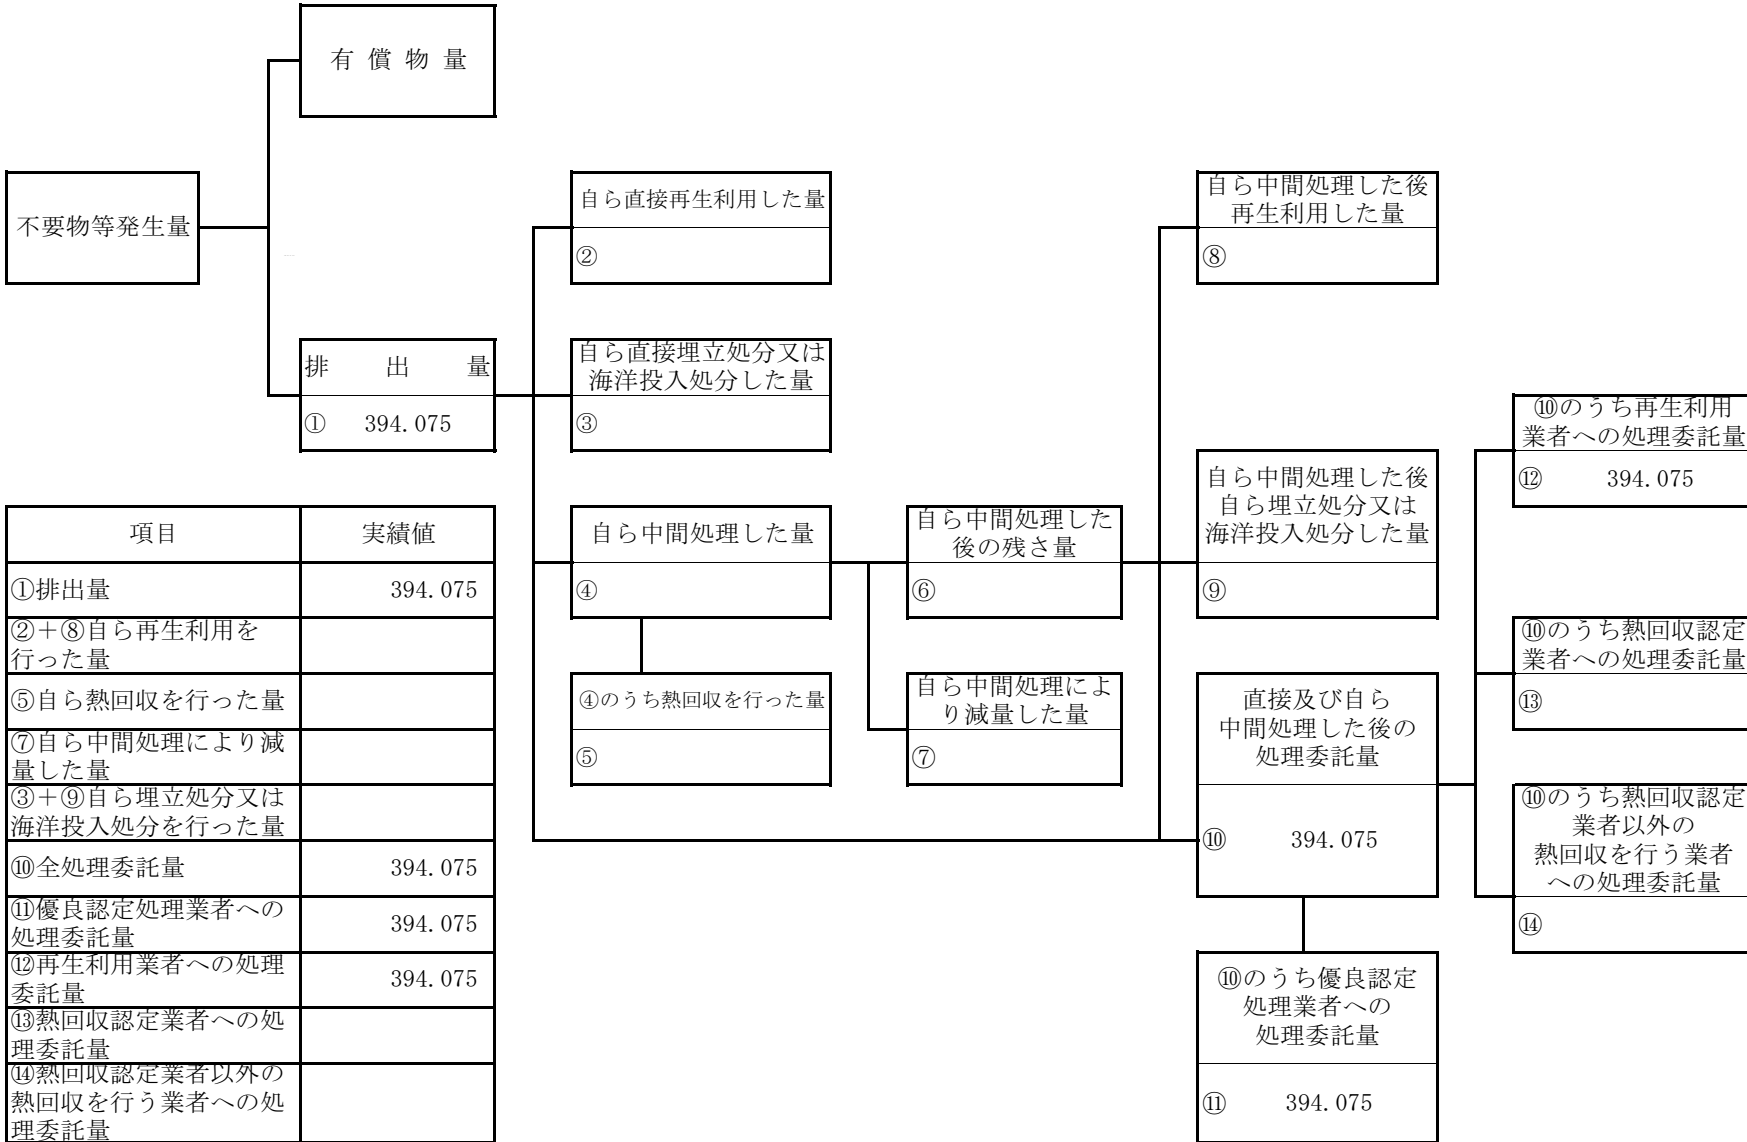 有償物量
不要物等発生量
排出量
① 394.075
自ら直接再生利用した量
②
自ら直接埋立処分又は
海洋投入処分した量
③
自ら中間処理した量
④
④のうち熱回収を行った量
⑤
自ら中間処理した
後の残さ量
⑥
自ら中間処理によ
り減量した量
⑦
自ら中間処理した後
再生利用した量
⑧
自ら中間処理した後
自ら埋立処分又は
海洋投入処分した量
⑨
直接及び自ら
中間処理した後の
処理委託量
⑩ 394.075
⑩のうち優良認定
処理業者への
処理委託量
⑪ 394.075
⑩のうち再生利用
業者への処理委託量
⑫ 394.075
⑩のうち熱回収認定
業者への処理委託量
⑬
⑩のうち熱回収認定
業者以外の
熱回収を行う業者
への処理委託量
⑭
項目 実績値
①排出量 394.075
②+⑧自ら再生利用を
行った量
⑤自ら熱回収を行った量
⑦自ら中間処理により減
量した量
③+⑨自ら埋立処分又は
海洋投入処分を行った量
⑩全処理委託量 394.075
⑪優良認定処理業者への
処理委託量 394.075
⑫再生利用業者への処理
委託量 394.075
⑬熱回収認定業者への処
理委託量
⑭熱回収認定業者以外の
熱回収を行う業者への処
理委託量